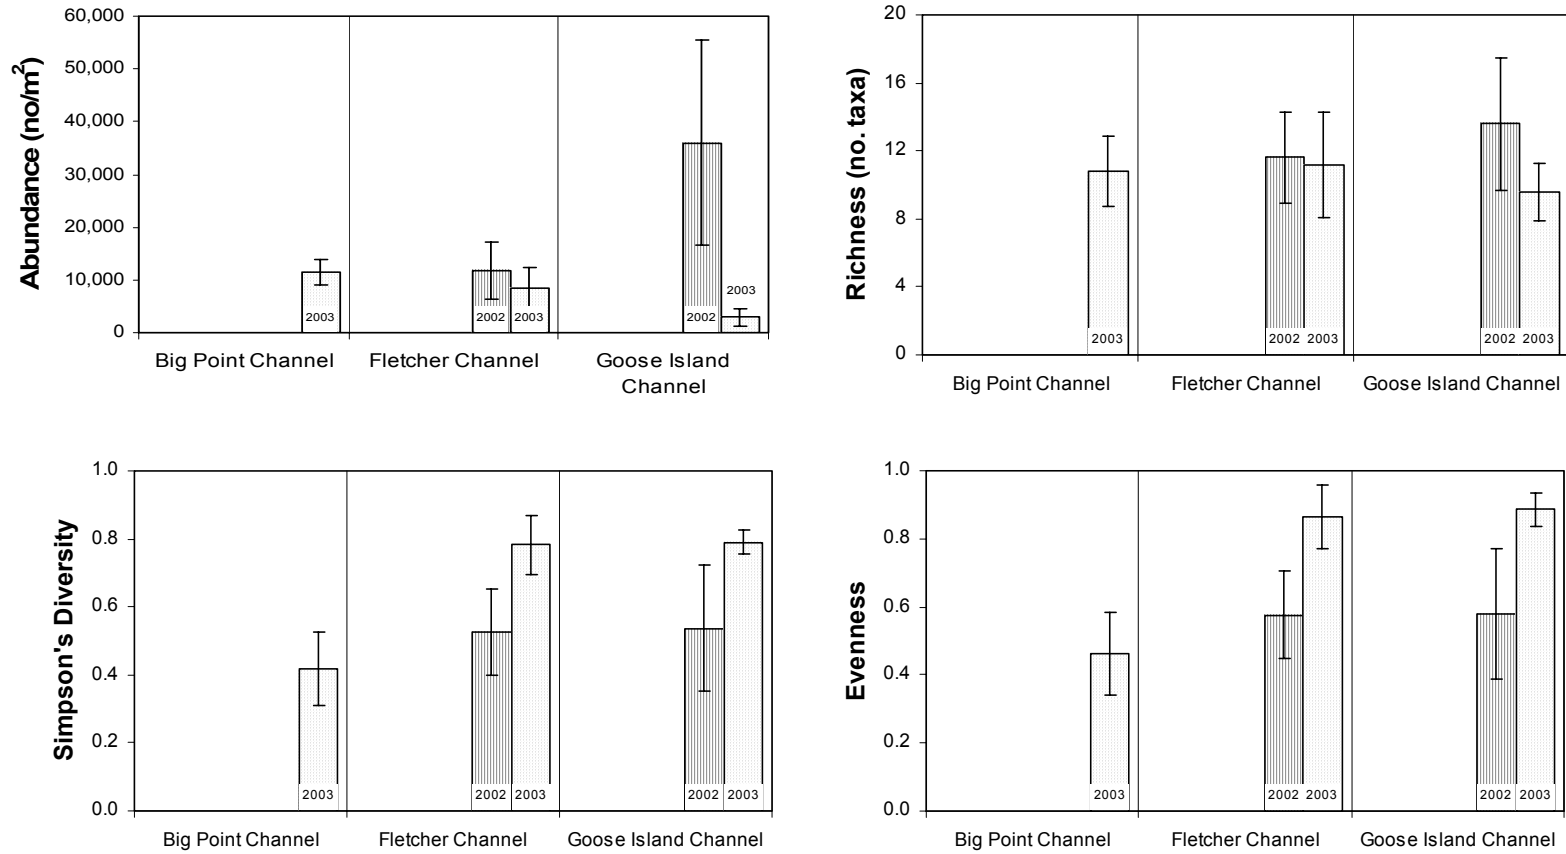 60,000
50,000
40,000
30,000
20,000
10,000
0
Abundance (no/m²)
2003
2002
2003
2002
2003
Big Point Channel
Fletcher Channel
Goose Island
Channel
20
16
12
8
4
0
Richness (no. taxa)
2003
2002
2003
2002
2003
Big Point Channel
Fletcher Channel
Goose Island Channel
1.0
0.8
0.6
0.4
0.2
0.0
Simpson's Diversity
2003
2002
2003
2002
2003
Big Point Channel
Fletcher Channel
Goose Island Channel
1.0
0.8
0.6
0.4
0.2
0.0
Evenness
2003
2002
2003
2002
2003
Big Point Channel
Fletcher Channel
Goose Island Channel